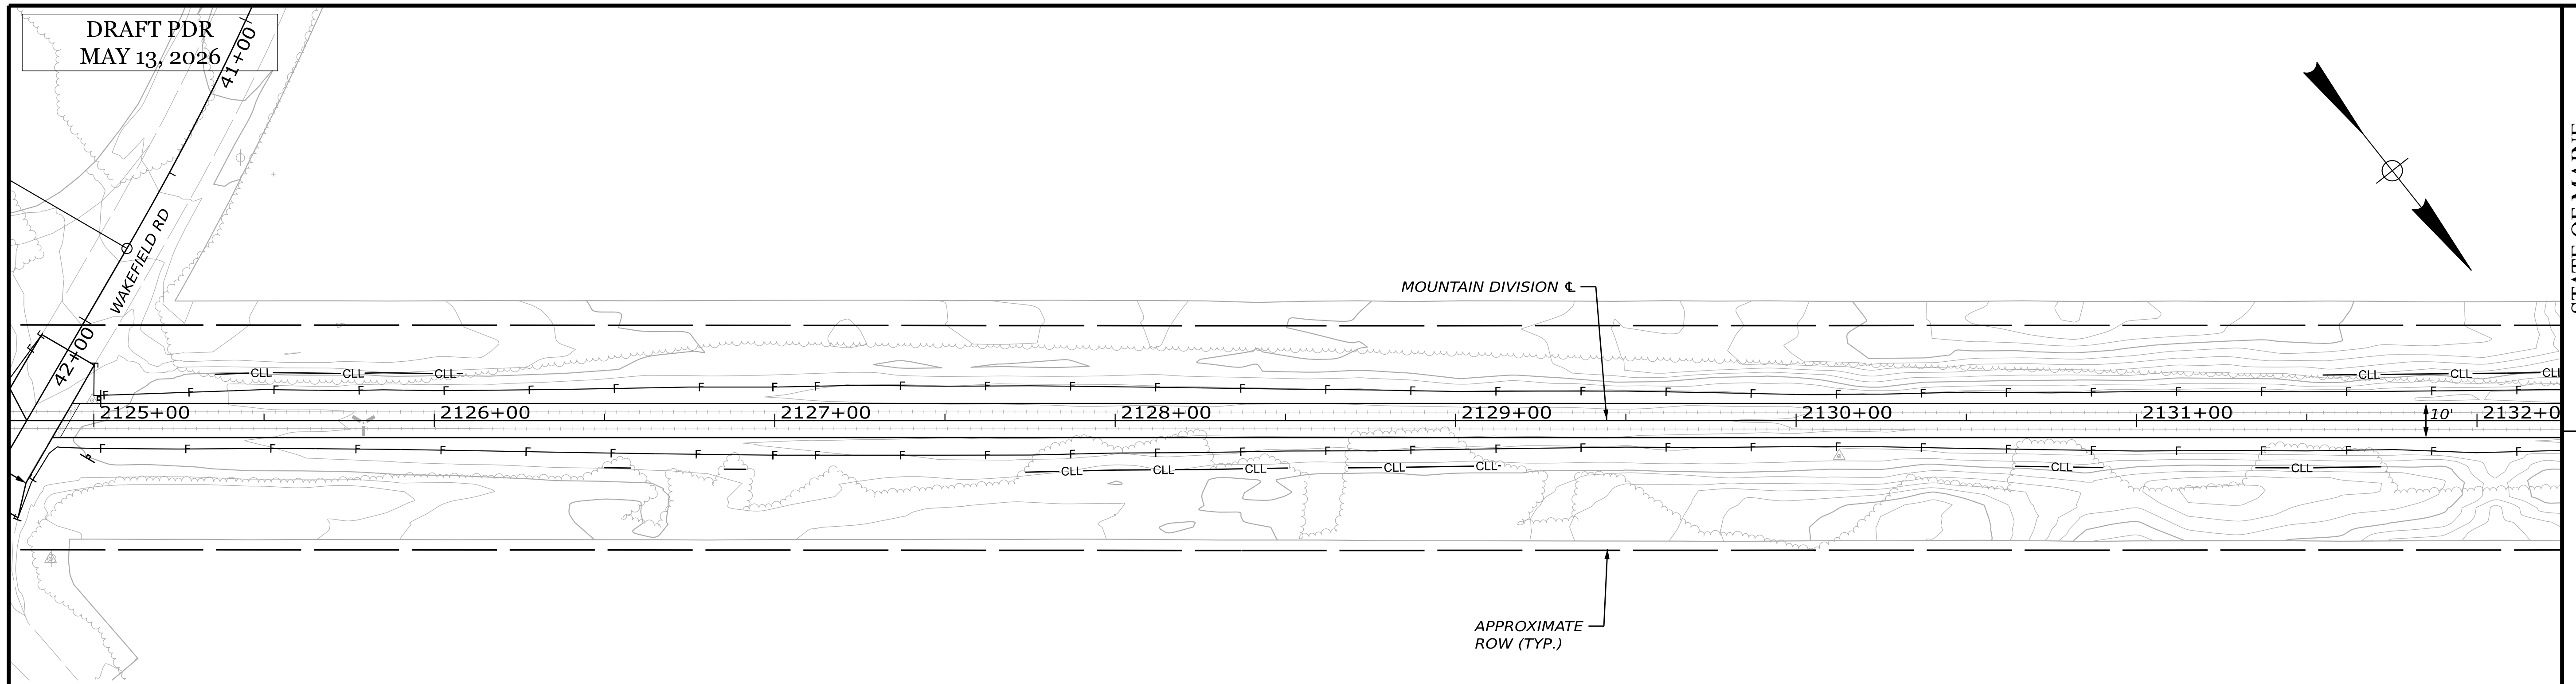 DRAFT PDR
MAY 13, 2026
41+00
WAKEFIELD RD
42+00
MOUNTAIN DIVISION ℄
CLL CLL CLL CLL CLL CLL
F F F F F F F F F F F F F F F F F F F F F F F F F F F F F F
2125+00 2126+00 2127+00 2128+00 2129+00 2130+00 2131+00 10' 2132+0
F F F F F F F F F F F F F F F F F F F F F F F F F F F F F F
CLL CLL CLL CLL CLL CLL CLL
APPROXIMATE
ROW (TYP.)